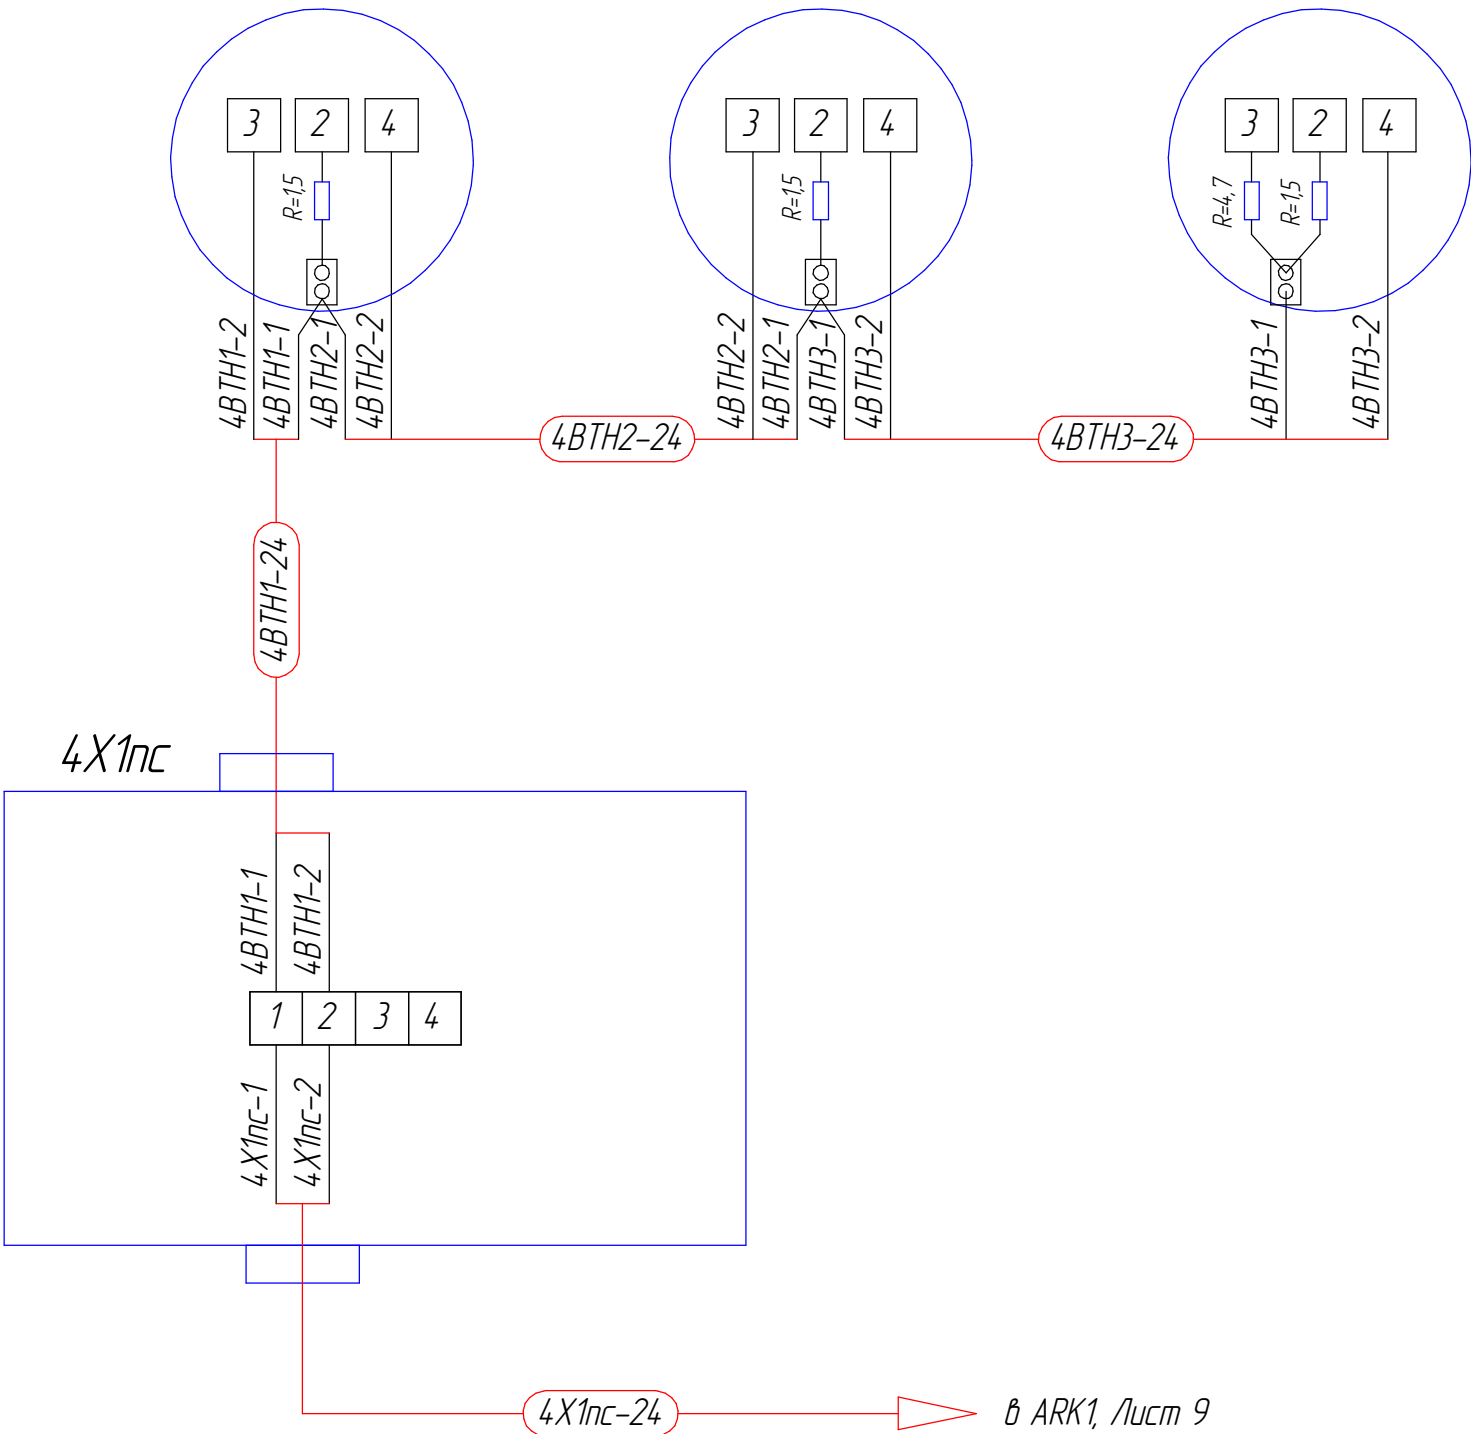 3 2 4
3 2 4
3 2 4
R=1,5
R=1,5
R=4,7
R=1,5
4ВТН1-2
4ВТН1-1
4ВТН2-1
4ВТН2-2
4ВТН2-2
4ВТН2-1
4ВТН3-1
4ВТН3-2
4ВТН3-1
4ВТН3-2
4ВТН2-24
4ВТН3-24
4ВТН1-24
4Х1пс
4ВТН1-1
4ВТН1-2
1 2 3 4
4Х1пс-1
4Х1пс-2
4Х1пс-24
в ARK1, Лист 9